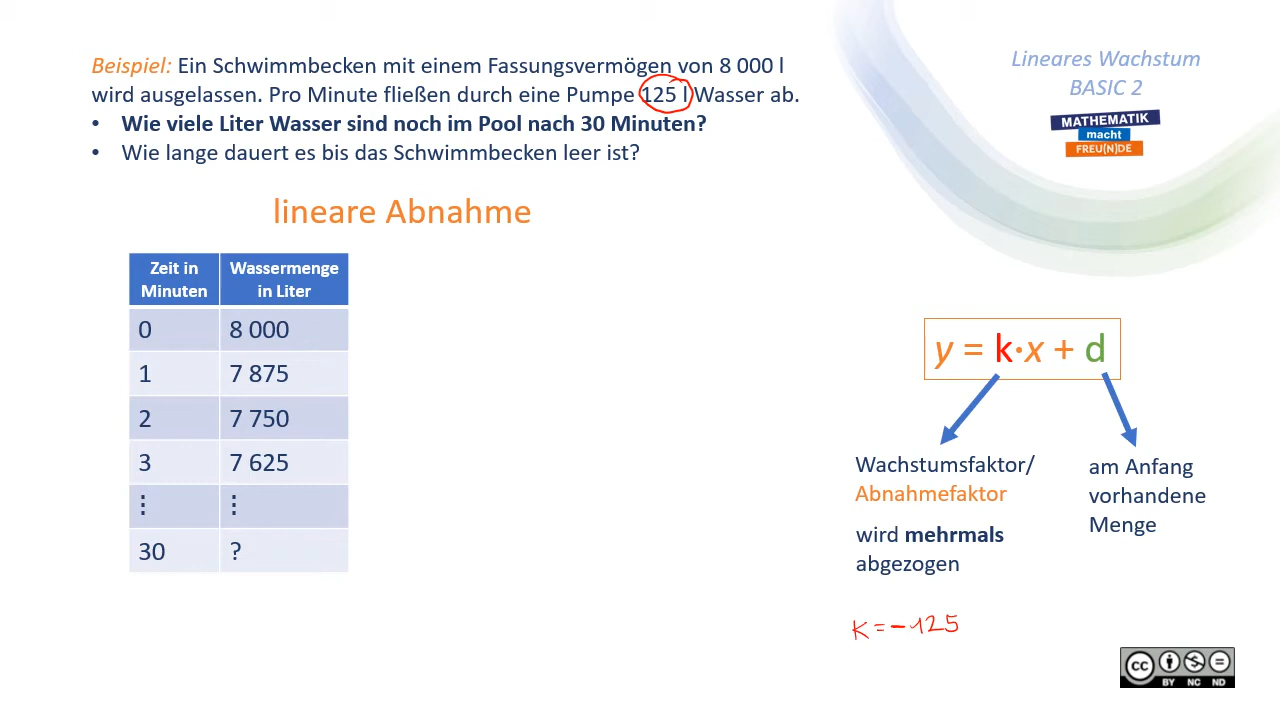 Beispiel: Ein Schwimmbecken mit einem Fassungsvermögen von 8 000 l
wird ausgelassen. Pro Minute fließen durch eine Pumpe 125 l Wasser ab.
• Wie viele Liter Wasser sind noch im Pool nach 30 Minuten?
• Wie lange dauert es bis das Schwimmbecken leer ist?
Lineares Wachstum
BASIC 2
MATHEMATIK
macht
FREU(N)DE
lineare Abnahme
Zeit in Minuten Wassermenge in Liter
0 8 000
1 7 875
2 7 750
3 7 625
⋮ ⋮
30 ?
y = k·x + d
Wachstumsfaktor/
Abnahmefaktor
wird mehrmals
abgezogen
am Anfang
vorhandene
Menge
K = -125
CC BY NC ND